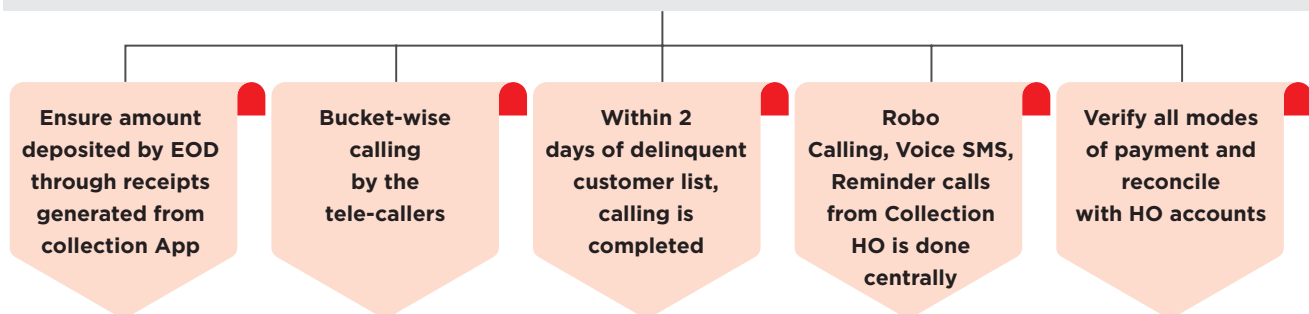 Ensure amount
deposited by EOD
through receipts
generated from
collection App
Bucket-wise
calling
by the
tele-callers
Within 2
days of delinquent
customer list,
calling is
completed
Robo
Calling, Voice SMS,
Reminder calls
from Collection
HO is done
centrally
Verify all modes
of payment and
reconcile
with HO accounts